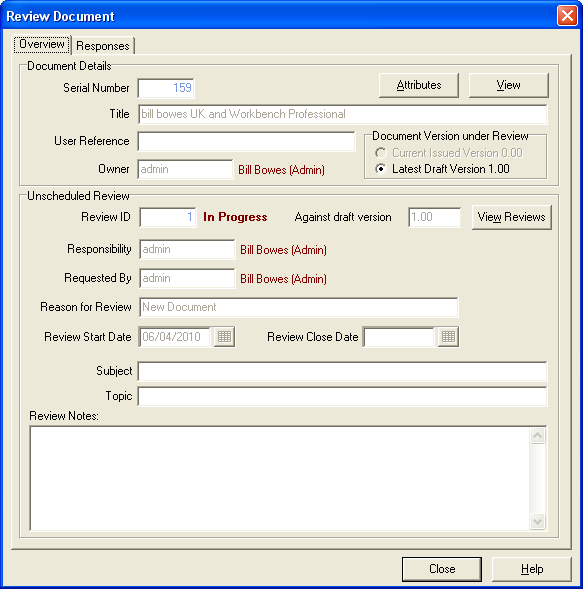 Review Document
Overview Responses
Document Details
Serial Number 159 Attributes View
Title bill bowes UK and Workbench Professional
User Reference Document Version under Review
Current Issued Version 0.00
Owner admin Bill Bowes (Admin) Latest Draft Version 1.00
Unscheduled Review
Review ID 1 In Progress Against draft version 1.00 View Reviews
Responsibility admin Bill Bowes (Admin)
Requested By admin Bill Bowes (Admin)
Reason for Review New Document
Review Start Date 06/04/2010 Review Close Date
Subject
Topic
Review Notes:
Close Help